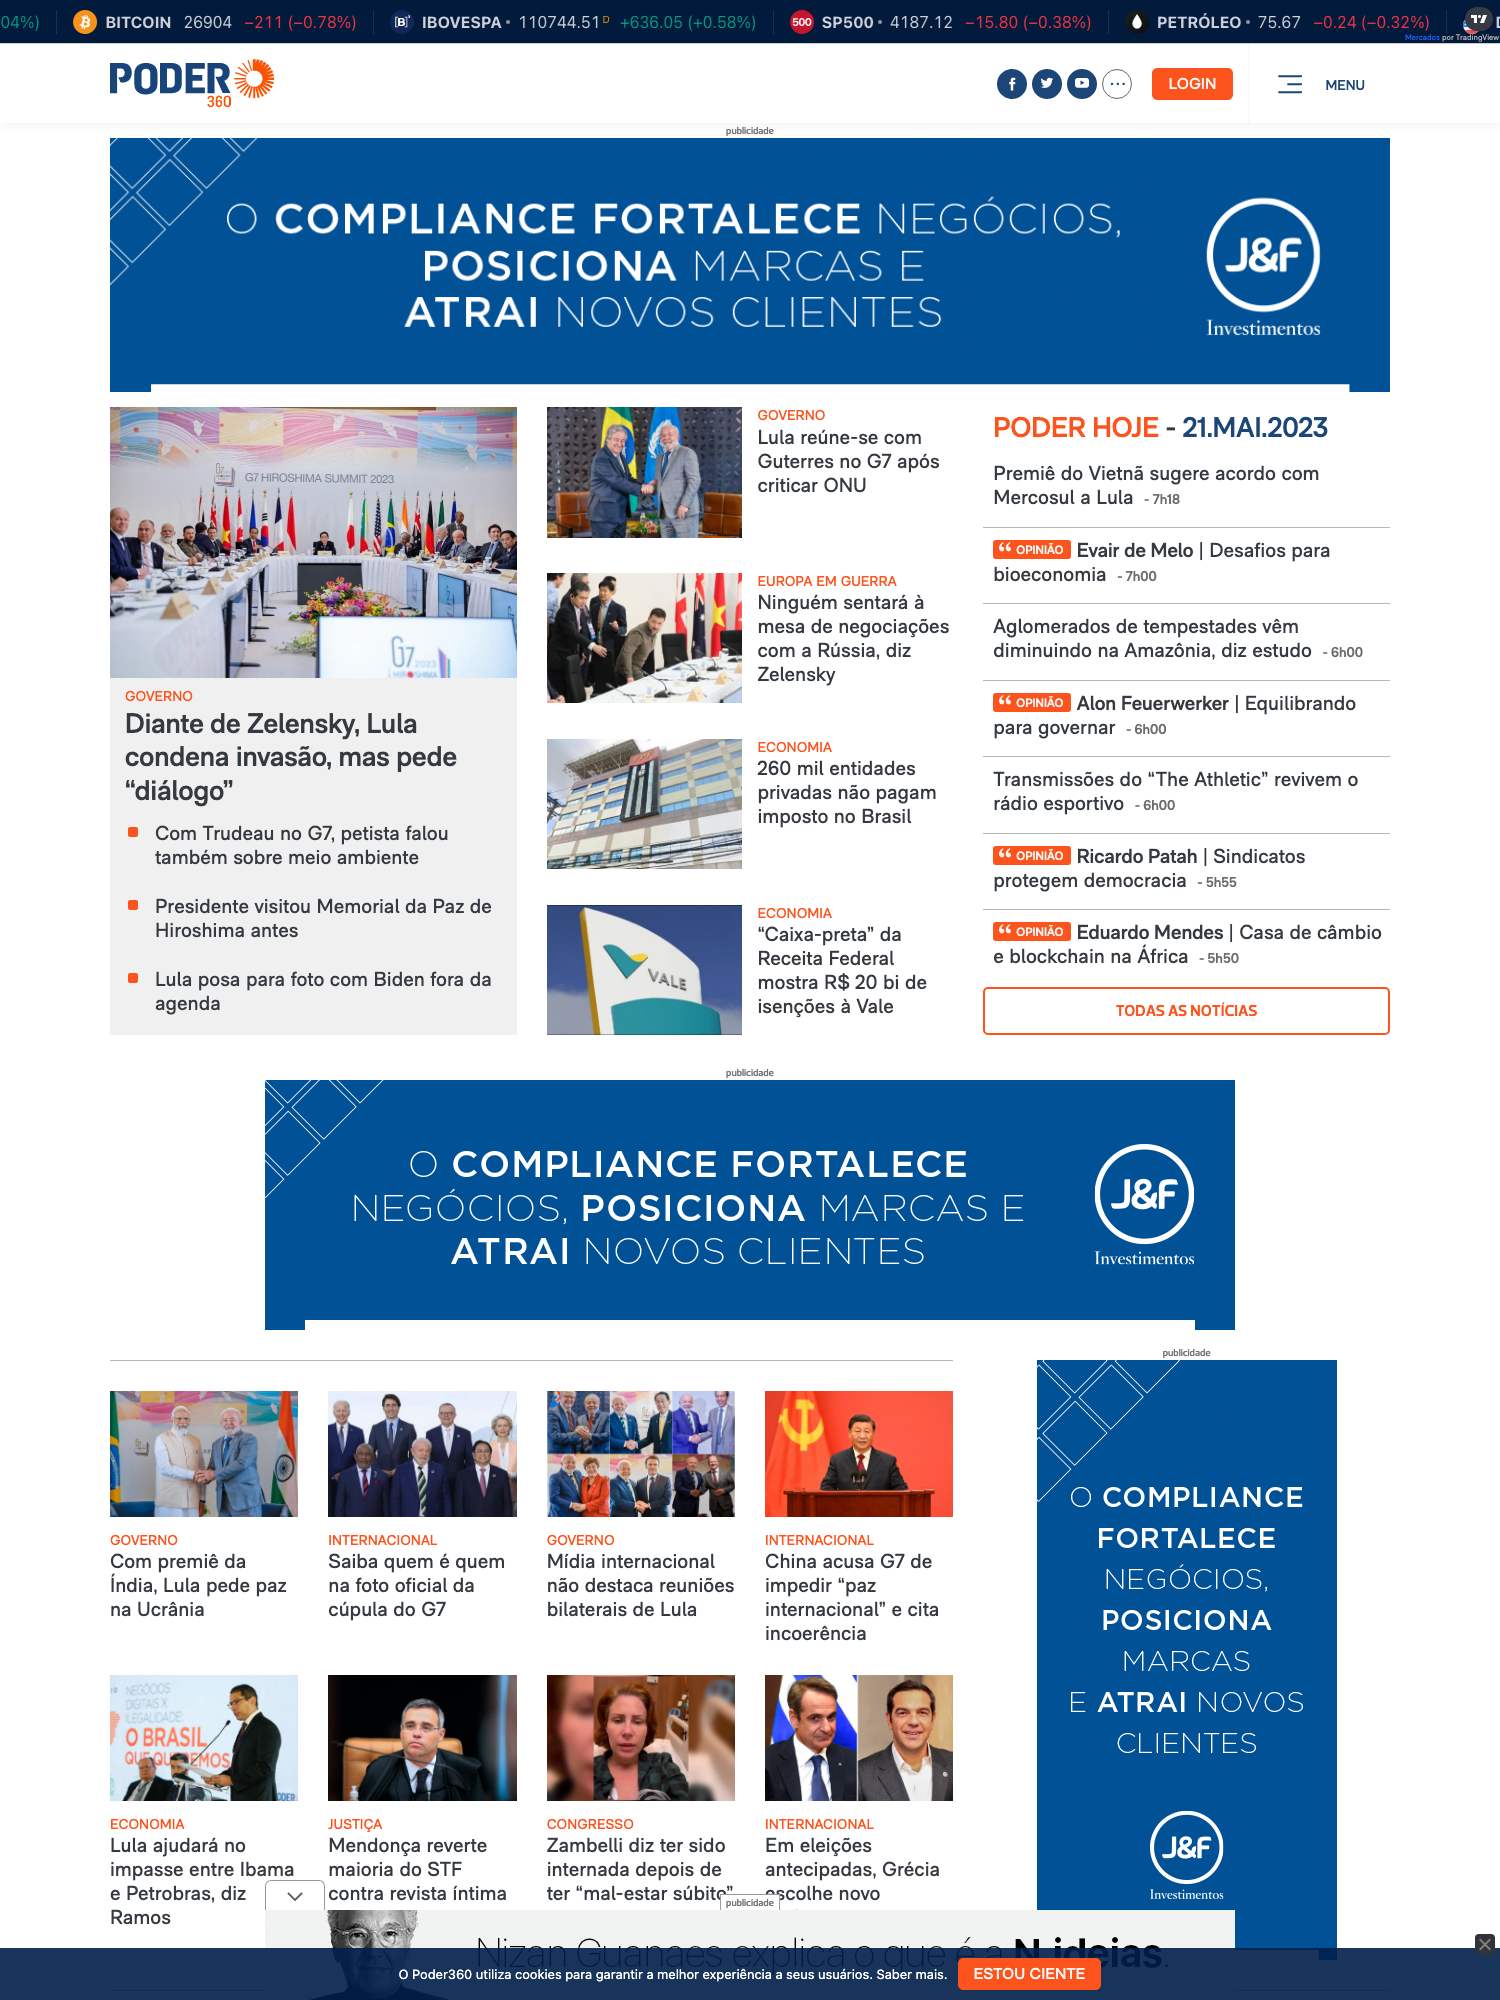 04%)
BITCOIN 26904 −211 (−0.78%)
IBOVESPA 110744.51 D +636.05 (+0.58%)
500 SP500 4187.12 −15.80 (−0.38%)
PETRÓLEO 75.67 −0.24 (−0.32%)
Mercados por TradingView
PODER
360
LOGIN
MENU
publicidade
O COMPLIANCE FORTALECE NEGÓCIOS,
POSICIONA MARCAS E
ATRAI NOVOS CLIENTES
J&F
Investimentos
G7 HIROSHIMA SUMMIT 2023
G7 2023
HIROSHIMA
GOVERNO
Diante de Zelensky, Lula
condena invasão, mas pede
“diálogo”
Com Trudeau no G7, petista falou
também sobre meio ambiente
Presidente visitou Memorial da Paz de
Hiroshima antes
Lula posa para foto com Biden fora da
agenda
GOVERNO
Lula reúne-se com
Guterres no G7 após
criticar ONU
EUROPA EM GUERRA
Ninguém sentará à
mesa de negociações
com a Rússia, diz
Zelensky
ECONOMIA
260 mil entidades
privadas não pagam
imposto no Brasil
VALE
ECONOMIA
“Caixa-preta” da
Receita Federal
mostra R$ 20 bi de
isenções à Vale
PODER HOJE - 21.MAI.2023
Premiê do Vietnã sugere acordo com
Mercosul a Lula - 7h18
“ OPINIÃO Evair de Melo | Desafios para
bioeconomia - 7h00
Aglomerados de tempestades vêm
diminuindo na Amazônia, diz estudo - 6h00
“ OPINIÃO Alon Feuerwerker | Equilibrando
para governar - 6h00
Transmissões do “The Athletic” revivem o
rádio esportivo - 6h00
“ OPINIÃO Ricardo Patah | Sindicatos
protegem democracia - 5h55
“ OPINIÃO Eduardo Mendes | Casa de câmbio
e blockchain na África - 5h50
TODAS AS NOTÍCIAS
publicidade
O COMPLIANCE FORTALECE
NEGÓCIOS, POSICIONA MARCAS E
ATRAI NOVOS CLIENTES
J&F
Investimentos
GOVERNO
Com premiê da
Índia, Lula pede paz
na Ucrânia
INTERNACIONAL
Saiba quem é quem
na foto oficial da
cúpula do G7
GOVERNO
Mídia internacional
não destaca reuniões
bilaterais de Lula
INTERNACIONAL
China acusa G7 de
impedir “paz
internacional” e cita
incoerência
publicidade
O COMPLIANCE
FORTALECE
NEGÓCIOS,
POSICIONA
MARCAS
E ATRAI NOVOS
CLIENTES
J&F
Investimentos
NEGÓCIOS
DIGITAIS X
ILEGALIDADE:
O BRASIL
QUE QUEREMOS
PODER
ECONOMIA
Lula ajudará no
impasse entre Ibama
e Petrobras, diz
Ramos
JUSTIÇA
Mendonça reverte
maioria do STF
contra revista íntima
CONGRESSO
Zambelli diz ter sido
internada depois de
ter “mal-estar súbito”
INTERNACIONAL
Em eleições
antecipadas, Grécia
escolhe novo
publicidade
Nizan Guanaes explica o que é a N ideias.
O Poder360 utiliza cookies para garantir a melhor experiência a seus usuários. Saber mais.
ESTOU CIENTE